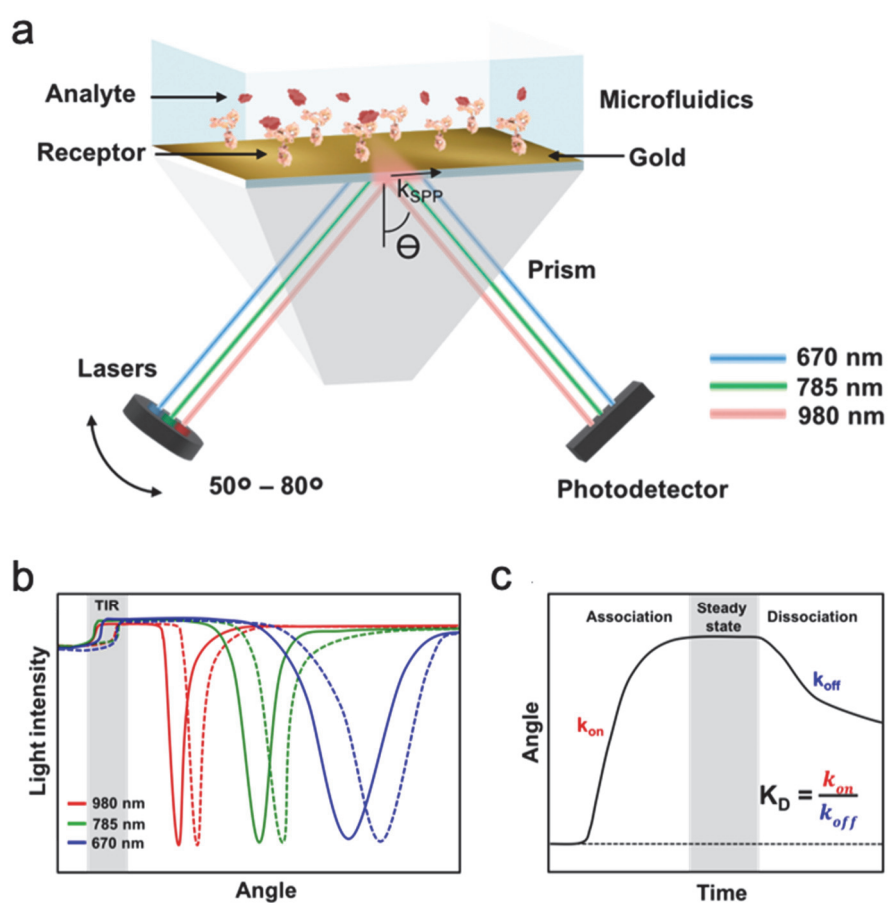 a
Analyte
Microfluidics
Receptor
Gold
kSPP
Θ
Prism
Lasers
670 nm
785 nm
980 nm
50° – 80°
Photodetector
b
TIR
Light intensity
980 nm
785 nm
670 nm
Angle
c
Association
Steady
state
Dissociation
kon
koff
Angle
KD = kon
koff
Time